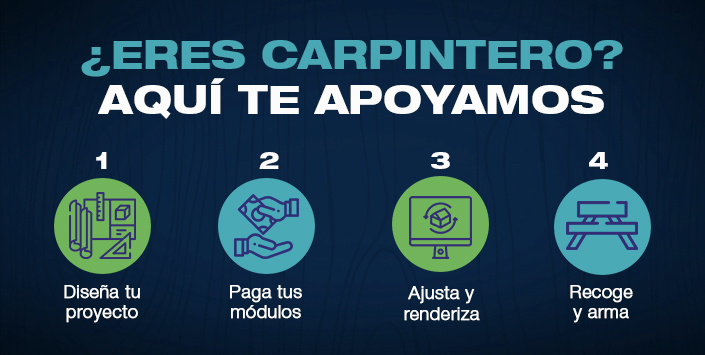 ¿ERES CARPINTERO?
AQUÍ TE APOYAMOS
1
Diseña tu
proyecto
2
Paga tus
módulos
3
Ajusta y
renderiza
4
Recoge
y arma